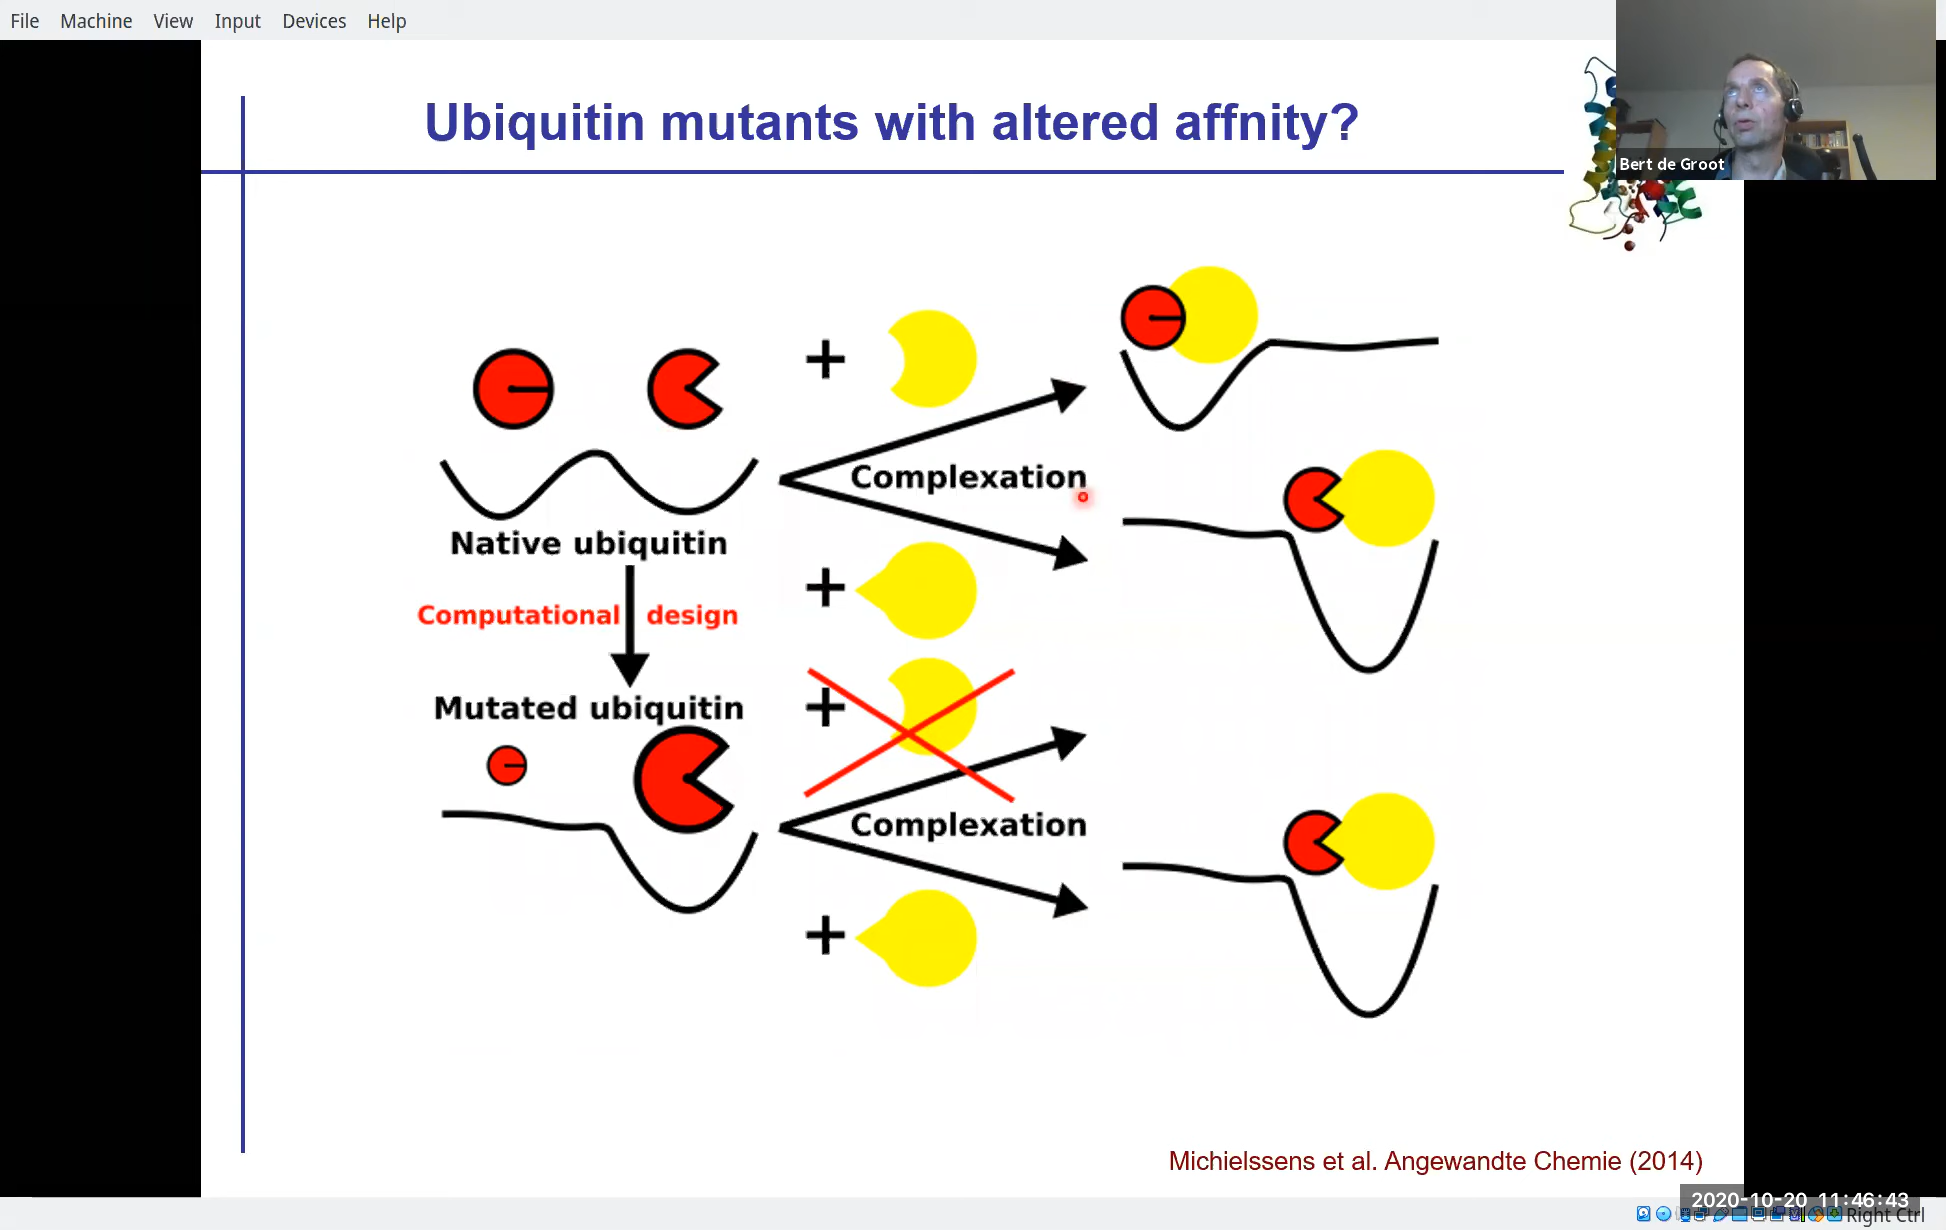 File Machine View Input Devices Help
Ubiquitin mutants with altered affnity?
Bert de Groot
+
Complexation
Native ubiquitin
Computational design
+
Mutated ubiquitin
+
Complexation
+
Michielssens et al. Angewandte Chemie (2014)
2020-10-20 11:46:43
Right Ctrl